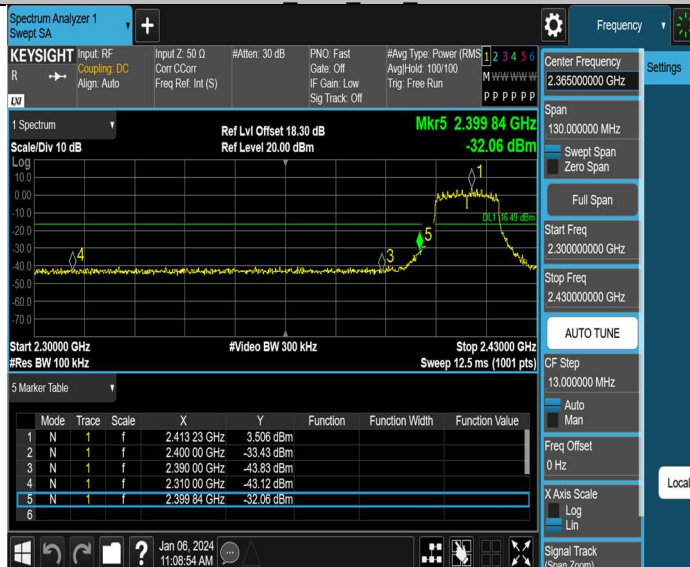 Spectrum Analyzer 1
Swept SA
Frequency
KEYSIGHT
R
LXI
Input: RF
Coupling: DC
Align: Auto
Input Z: 50 Ω
Corr CCorr
Freq Ref: Int (S)
#Atten: 30 dB
PNO: Fast
Gate: Off
IF Gain: Low
Sig Track: Off
#Avg Type: Power (RMS
Avg|Hold: 100/100
Trig: Free Run
1 2 3 4 5 6
M W W W W W
P P P P P P
Center Frequency
2.365000000 GHz
Settings
Span
130.000000 MHz
Swept Span
Zero Span
Full Span
Start Freq
2.300000000 GHz
Stop Freq
2.430000000 GHz
AUTO TUNE
CF Step
13.000000 MHz
Auto
Man
Freq Offset
0 Hz
X Axis Scale
Log
Lin
Signal Track
(Span Zoom)
Local
1 Spectrum
Scale/Div 10 dB
Ref Lvl Offset 18.30 dB
Ref Level 20.00 dBm
Mkr5 2.399 84 GHz
-32.06 dBm
Log
10.0
0.00
-10.0
-20.0
-30.0
-40.0
-50.0
-60.0
-70.0
1
DL1 -16.49 dBm
5
4
3
Start 2.30000 GHz
#Res BW 100 kHz
#Video BW 300 kHz
Stop 2.43000 GHz
Sweep 12.5 ms (1001 pts)
5 Marker Table
Mode Trace Scale X Y Function Function Width Function Value
1 N 1 f 2.413 23 GHz 3.506 dBm
2 N 1 f 2.400 00 GHz -33.43 dBm
3 N 1 f 2.390 00 GHz -43.83 dBm
4 N 1 f 2.310 00 GHz -43.12 dBm
5 N 1 f 2.399 84 GHz -32.06 dBm
6
?
Jan 06, 2024
11:08:54 AM